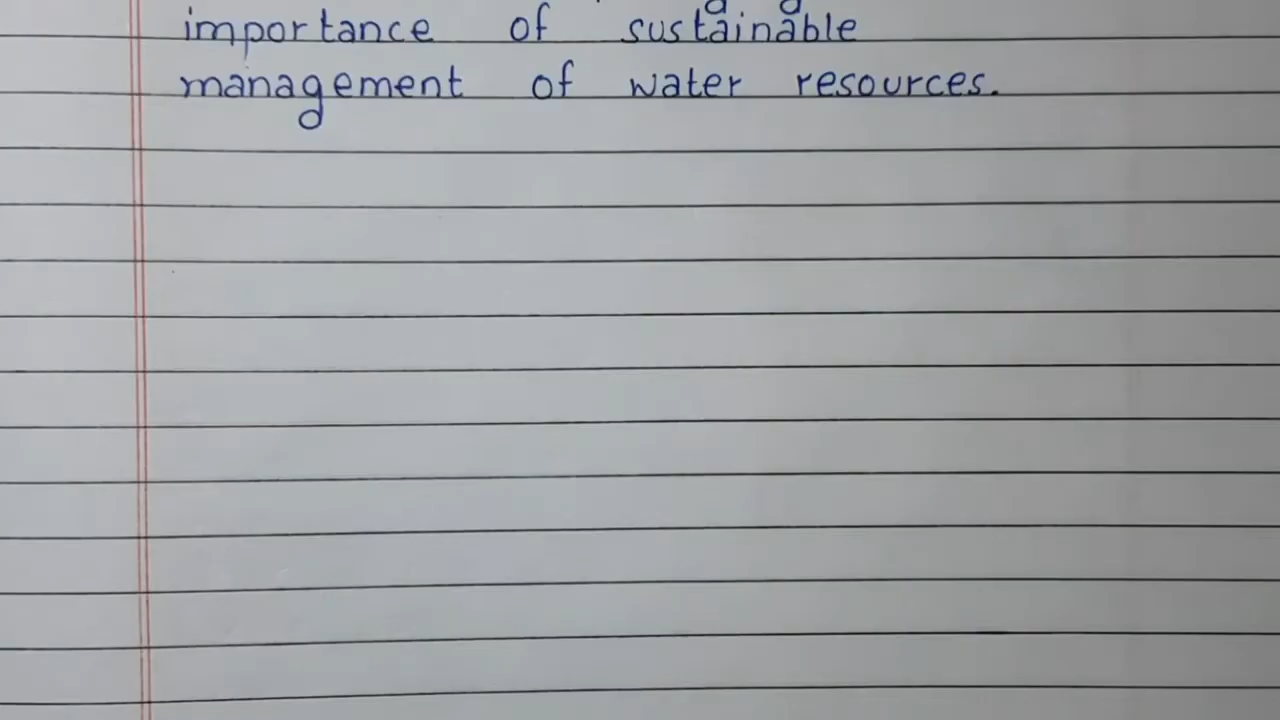 importance of sustainable
management of water resources.